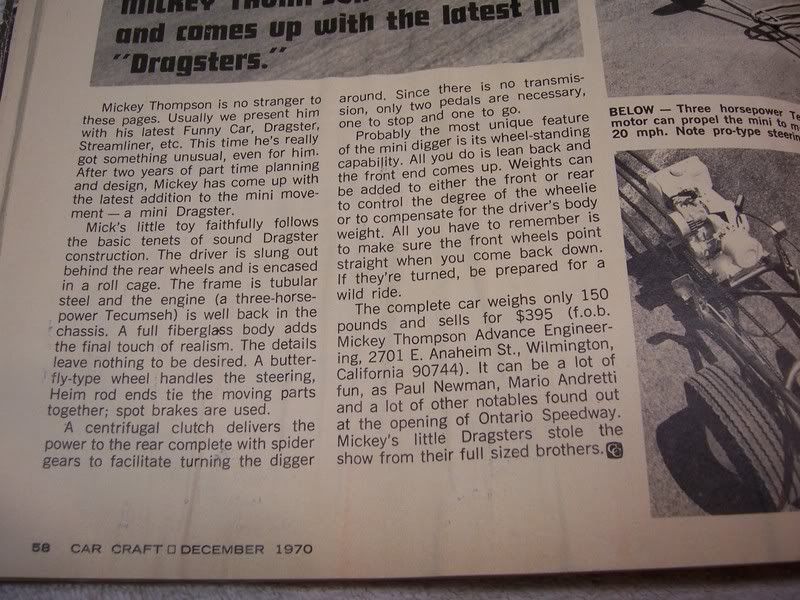 MICKEY
and comes up with the latest in
"Dragsters."
Mickey Thompson is no stranger to
these pages. Usually we present him
with his latest Funny Car, Dragster,
Streamliner, etc. This time he's really
got something unusual, even for him.
After two years of part time planning
and design, Mickey has come up with
the latest addition to the mini move-
ment — a mini Dragster.
Mick's little toy faithfully follows
the basic tenets of sound Dragster
construction. The driver is slung out
behind the rear wheels and is encased
in a roll cage. The frame is tubular
steel and the engine (a three-horse-
power Tecumseh) is well back in the
chassis. A full fiberglass body adds
the final touch of realism. The details
leave nothing to be desired. A butter-
fly-type wheel handles the steering,
Heim rod ends tie the moving parts
together; spot brakes are used.
A centrifugal clutch delivers the
power to the rear complete with spider
gears to facilitate turning the digger
around. Since there is no transmis-
sion, only two pedals are necessary,
one to stop and one to go.
Probably the most unique feature
of the mini digger is its wheel-standing
capability. All you do is lean back and
the front end comes up. Weights can
be added to either the front or rear
to control the degree of the wheelie
or to compensate for the driver's body
weight. All you have to remember is
to make sure the front wheels point
straight when you come back down.
If they're turned, be prepared for a
wild ride.
The complete car weighs only 150
pounds and sells for $395 (f.o.b.
Mickey Thompson Advance Engineer-
ing, 2701 E. Anaheim St., Wilmington,
California 90744). It can be a lot of
fun, as Paul Newman, Mario Andretti
and a lot of other notables found out
at the opening of Ontario Speedway.
Mickey's little Dragsters stole the
show from their full sized brothers. CC
BELOW — Three horsepower Te
motor can propel the mini to m
20 mph. Note pro-type steerin
58 CAR CRAFT □ DECEMBER 1970